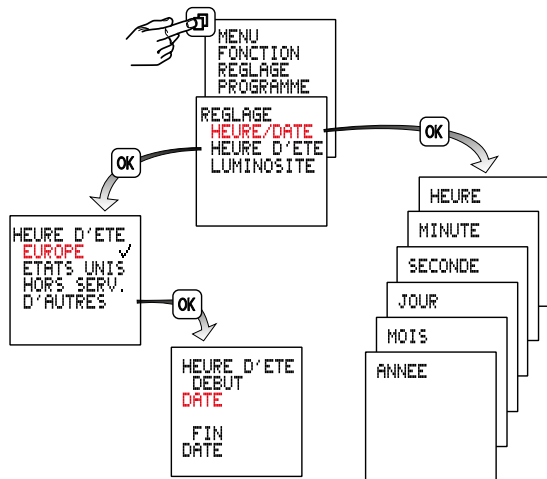 MENU
FONCTION
REGLAGE
PROGRAMME
REGLAGE
HEURE/DATE
HEURE D'ETE
LUMINOSITE
OK
OK
HEURE D'ETE
EUROPE ✓
ETATS UNIS
HORS SERV.
D'AUTRES
OK
HEURE D'ETE
DEBUT
DATE
FIN
DATE
HEURE
MINUTE
SECONDE
JOUR
MOIS
ANNEE